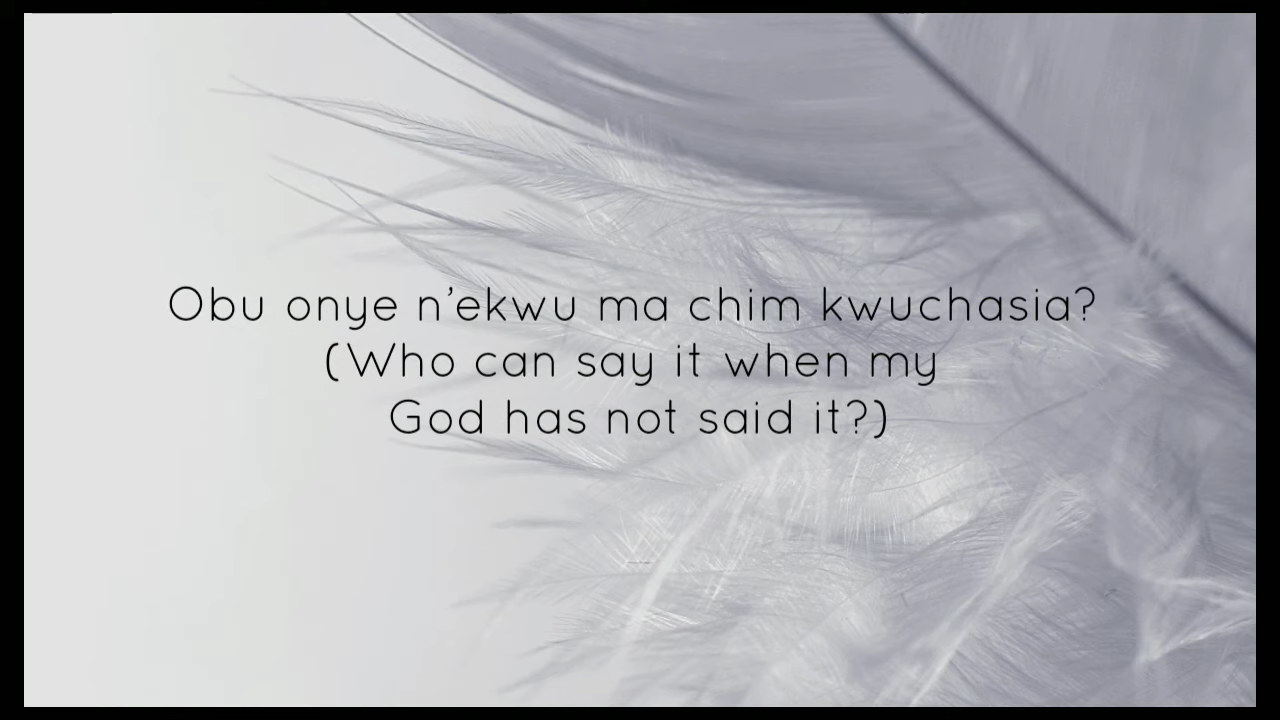 Obu onye n’ekwu ma chim kwuchasia?
(Who can say it when my
God has not said it?)